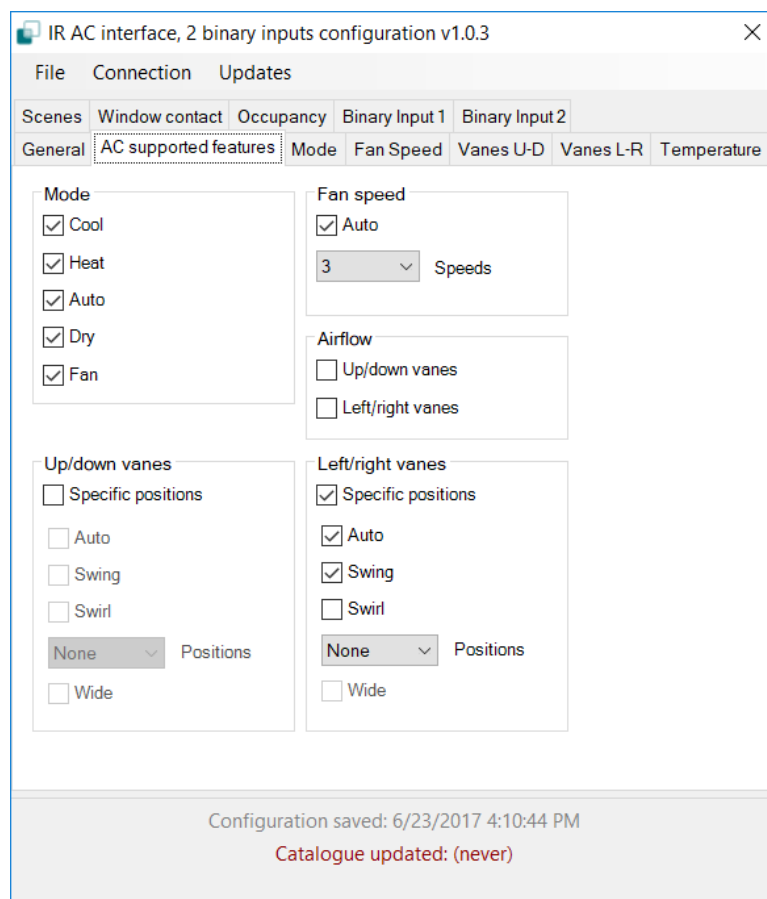 IR AC interface, 2 binary inputs configuration v1.0.3
File Connection Updates
Scenes Window contact Occupancy Binary Input 1 Binary Input 2
General AC supported features Mode Fan Speed Vanes U-D Vanes L-R Temperature
Mode
Cool
Heat
Auto
Dry
Fan
Fan speed
Auto
3 Speeds
Airflow
Up/down vanes
Left/right vanes
Up/down vanes
Specific positions
Auto
Swing
Swirl
None Positions
Wide
Left/right vanes
Specific positions
Auto
Swing
Swirl
None Positions
Wide
Configuration saved: 6/23/2017 4:10:44 PM
Catalogue updated: (never)